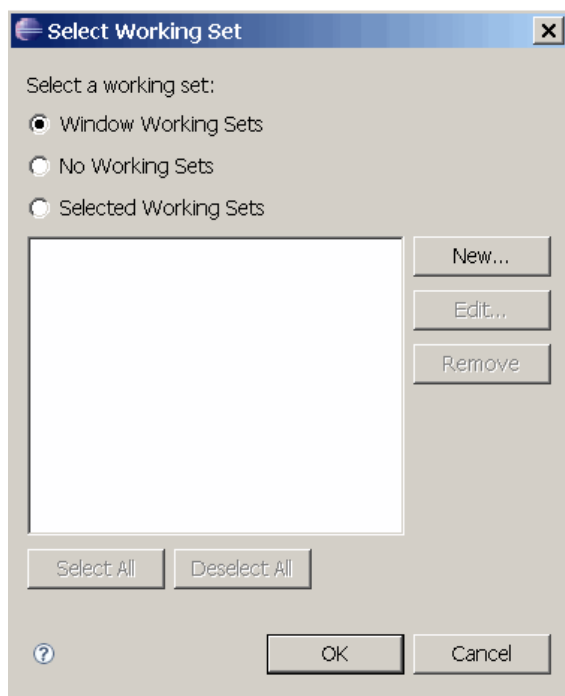 Select Working Set
Select a working set:
Window Working Sets
No Working Sets
Selected Working Sets
New...
Edit...
Remove
Select All
Deselect All
?
OK
Cancel